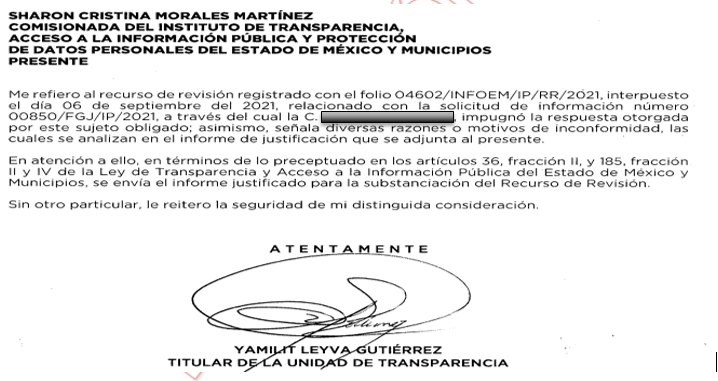 SHARON CRISTINA MORALES MARTÍNEZ
COMISIONADA DEL INSTITUTO DE TRANSPARENCIA,
ACCESO A LA INFORMACIÓN PÚBLICA Y PROTECCIÓN
DE DATOS PERSONALES DEL ESTADO DE MÉXICO Y MUNICIPIOS
PRESENTE
Me refiero al recurso de revisión registrado con el folio 04602/INFOEM/IP/RR/2021, interpuesto
el día 06 de septiembre del 2021, relacionado con la solicitud de información número
00850/FGJ/IP/2021, a través del cual la C. , impugnó la respuesta otorgada
por este sujeto obligado; asimismo, señala diversas razones o motivos de inconformidad, las
cuales se analizan en el informe de justificación que se adjunta al presente.
En atención a ello, en términos de lo preceptuado en los artículos 36, fracción II, y 185, fracción
II y IV de la Ley de Transparencia y Acceso a la Información Pública del Estado de México y
Municipios, se envía el informe justificado para la substanciación del Recurso de Revisión.
Sin otro particular, le reitero la seguridad de mi distinguida consideración.
ATENTAMENTE
YAMILIT LEYVA GUTIÉRREZ
TITULAR DE LA UNIDAD DE TRANSPARENCIA